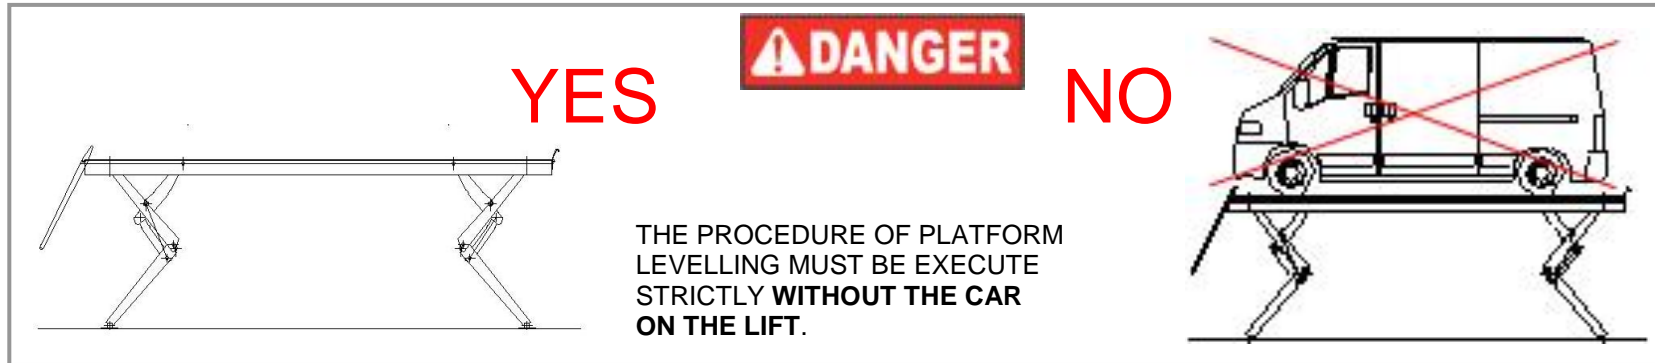 YES
DANGER
NO
THE PROCEDURE OF PLATFORM
LEVELLING MUST BE EXECUTE
STRICTLY WITHOUT THE CAR
ON THE LIFT.